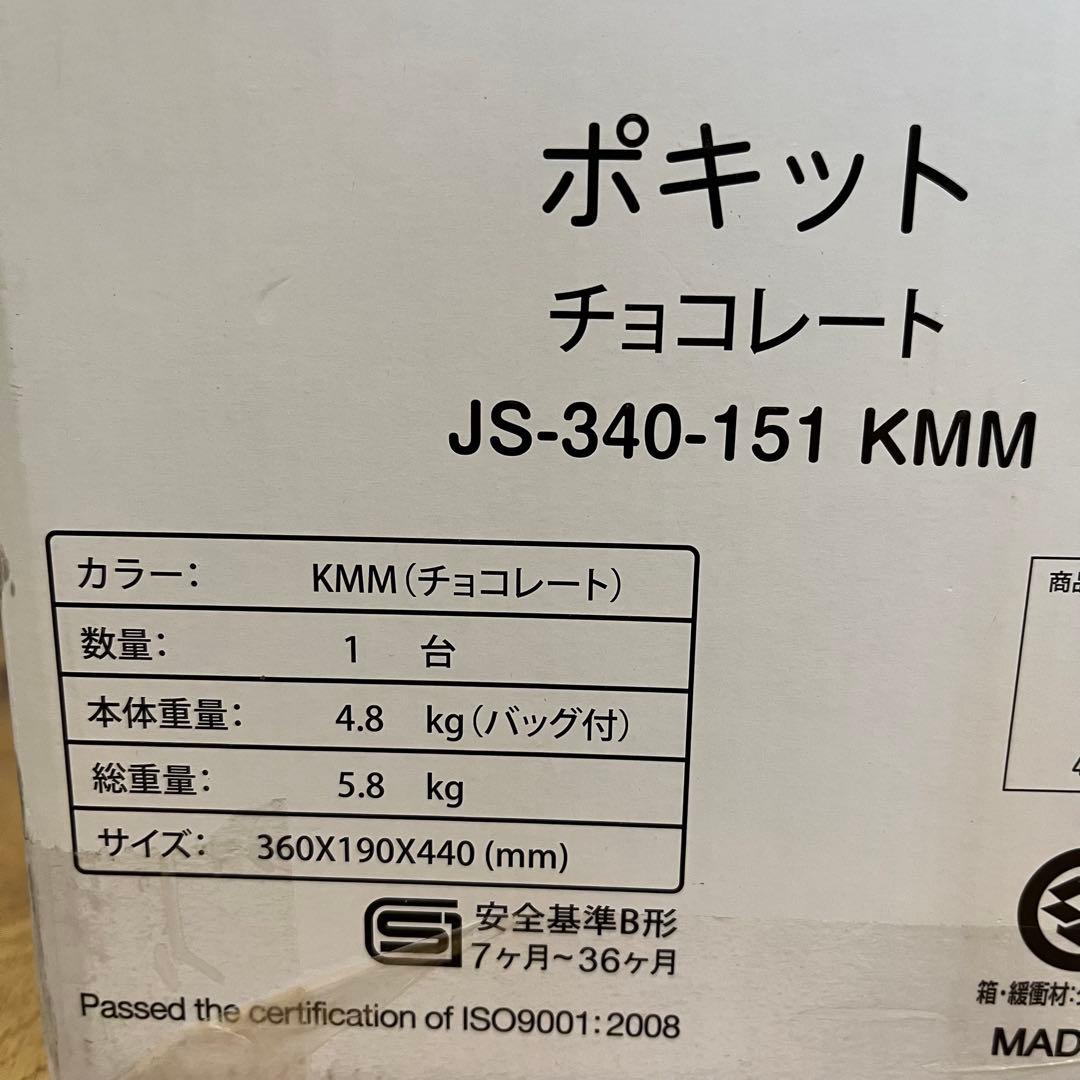 ポキット
チョコレート
JS-340-151 KMM
カラー： KMM（チョコレート）
数量： 1 台
本体重量： 4.8 kg（バッグ付）
総重量： 5.8 kg
サイズ： 360X190X440 (mm)
商品
SG 安全基準B形
7ヶ月～36ヶ月
Passed the certification of ISO9001:2008
箱・緩衝材:
MAD